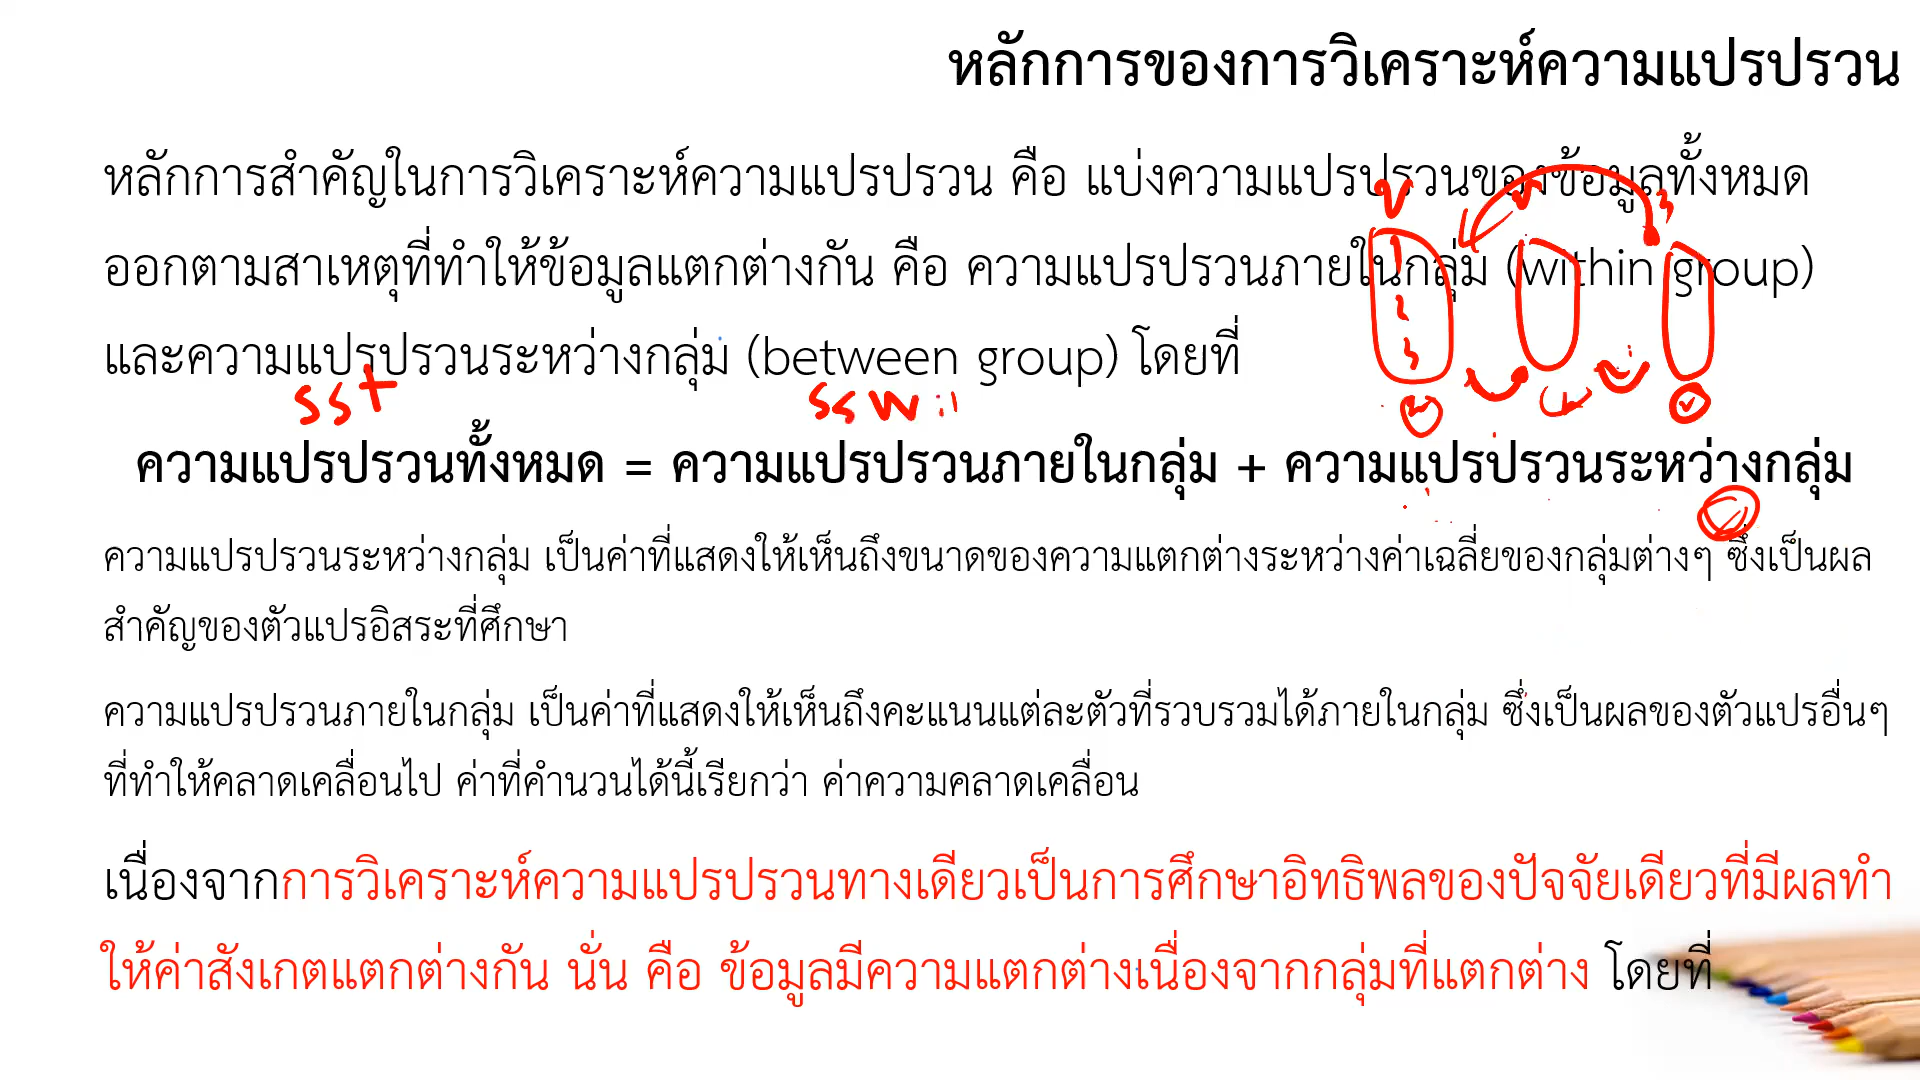 หลักการของการวิเคราะห์ความแปรปรวน
หลักการสำคัญในการวิเคราะห์ความแปรปรวน คือ แบ่งความแปรปรวนของข้อมูลทั้งหมด
ออกตามสาเหตุที่ทำให้ข้อมูลแตกต่างกัน คือ ความแปรปรวนภายในกลุ่ม (within group)
และความแปรปรวนระหว่างกลุ่ม (between group) โดยที่
SST SSW
ความแปรปรวนทั้งหมด = ความแปรปรวนภายในกลุ่ม + ความแปรปรวนระหว่างกลุ่ม
ความแปรปรวนระหว่างกลุ่ม เป็นค่าที่แสดงให้เห็นถึงขนาดของความแตกต่างระหว่างค่าเฉลี่ยของกลุ่มต่างๆ ซึ่งเป็นผล
สำคัญของตัวแปรอิสระที่ศึกษา
ความแปรปรวนภายในกลุ่ม เป็นค่าที่แสดงให้เห็นถึงคะแนนแต่ละตัวที่รวบรวมได้ภายในกลุ่ม ซึ่งเป็นผลของตัวแปรอื่นๆ
ที่ทำให้คลาดเคลื่อนไป ค่าที่คำนวนได้นี้เรียกว่า ค่าความคลาดเคลื่อน
เนื่องจากการวิเคราะห์ความแปรปรวนทางเดียวเป็นการศึกษาอิทธิพลของปัจจัยเดียวที่มีผลทำ
ให้ค่าสังเกตแตกต่างกัน นั่น คือ ข้อมูลมีความแตกต่างเนื่องจากกลุ่มที่แตกต่าง โดยที่